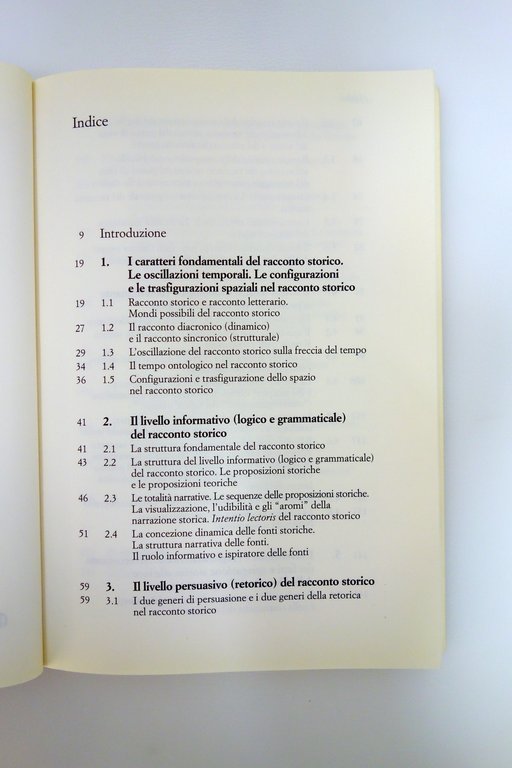 Indice
9 Introduzione
19 1. I caratteri fondamentali del racconto storico.
Le oscillazioni temporali. Le configurazioni
e le trasfigurazioni spaziali nel racconto storico
19 1.1 Racconto storico e racconto letterario.
Mondi possibili del racconto storico
27 1.2 Il racconto diacronico (dinamico)
e il racconto sincronico (strutturale)
29 1.3 L'oscillazione del racconto storico sulla freccia del tempo
34 1.4 Il tempo ontologico nel racconto storico
36 1.5 Configurazioni e trasfigurazione dello spazio
nel racconto storico
41 2. Il livello informativo (logico e grammaticale)
del racconto storico
41 2.1 La struttura fondamentale del racconto storico
43 2.2 La struttura del livello informativo (logico e grammaticale)
del racconto storico. Le proposizioni storiche
e le proposizioni teoriche
46 2.3 Le totalità narrative. Le sequenze delle proposizioni storiche.
La visualizzazione, l'udibilità e gli "aromi" della
narrazione storica. Intentio lectoris del racconto storico
51 2.4 La concezione dinamica delle fonti storiche.
La struttura narrativa delle fonti.
Il ruolo informativo e ispiratore delle fonti
59 3. Il livello persuasivo (retorico) del racconto storico
59 3.1 I due generi di persuasione e i due generi della retorica
nel racconto storico